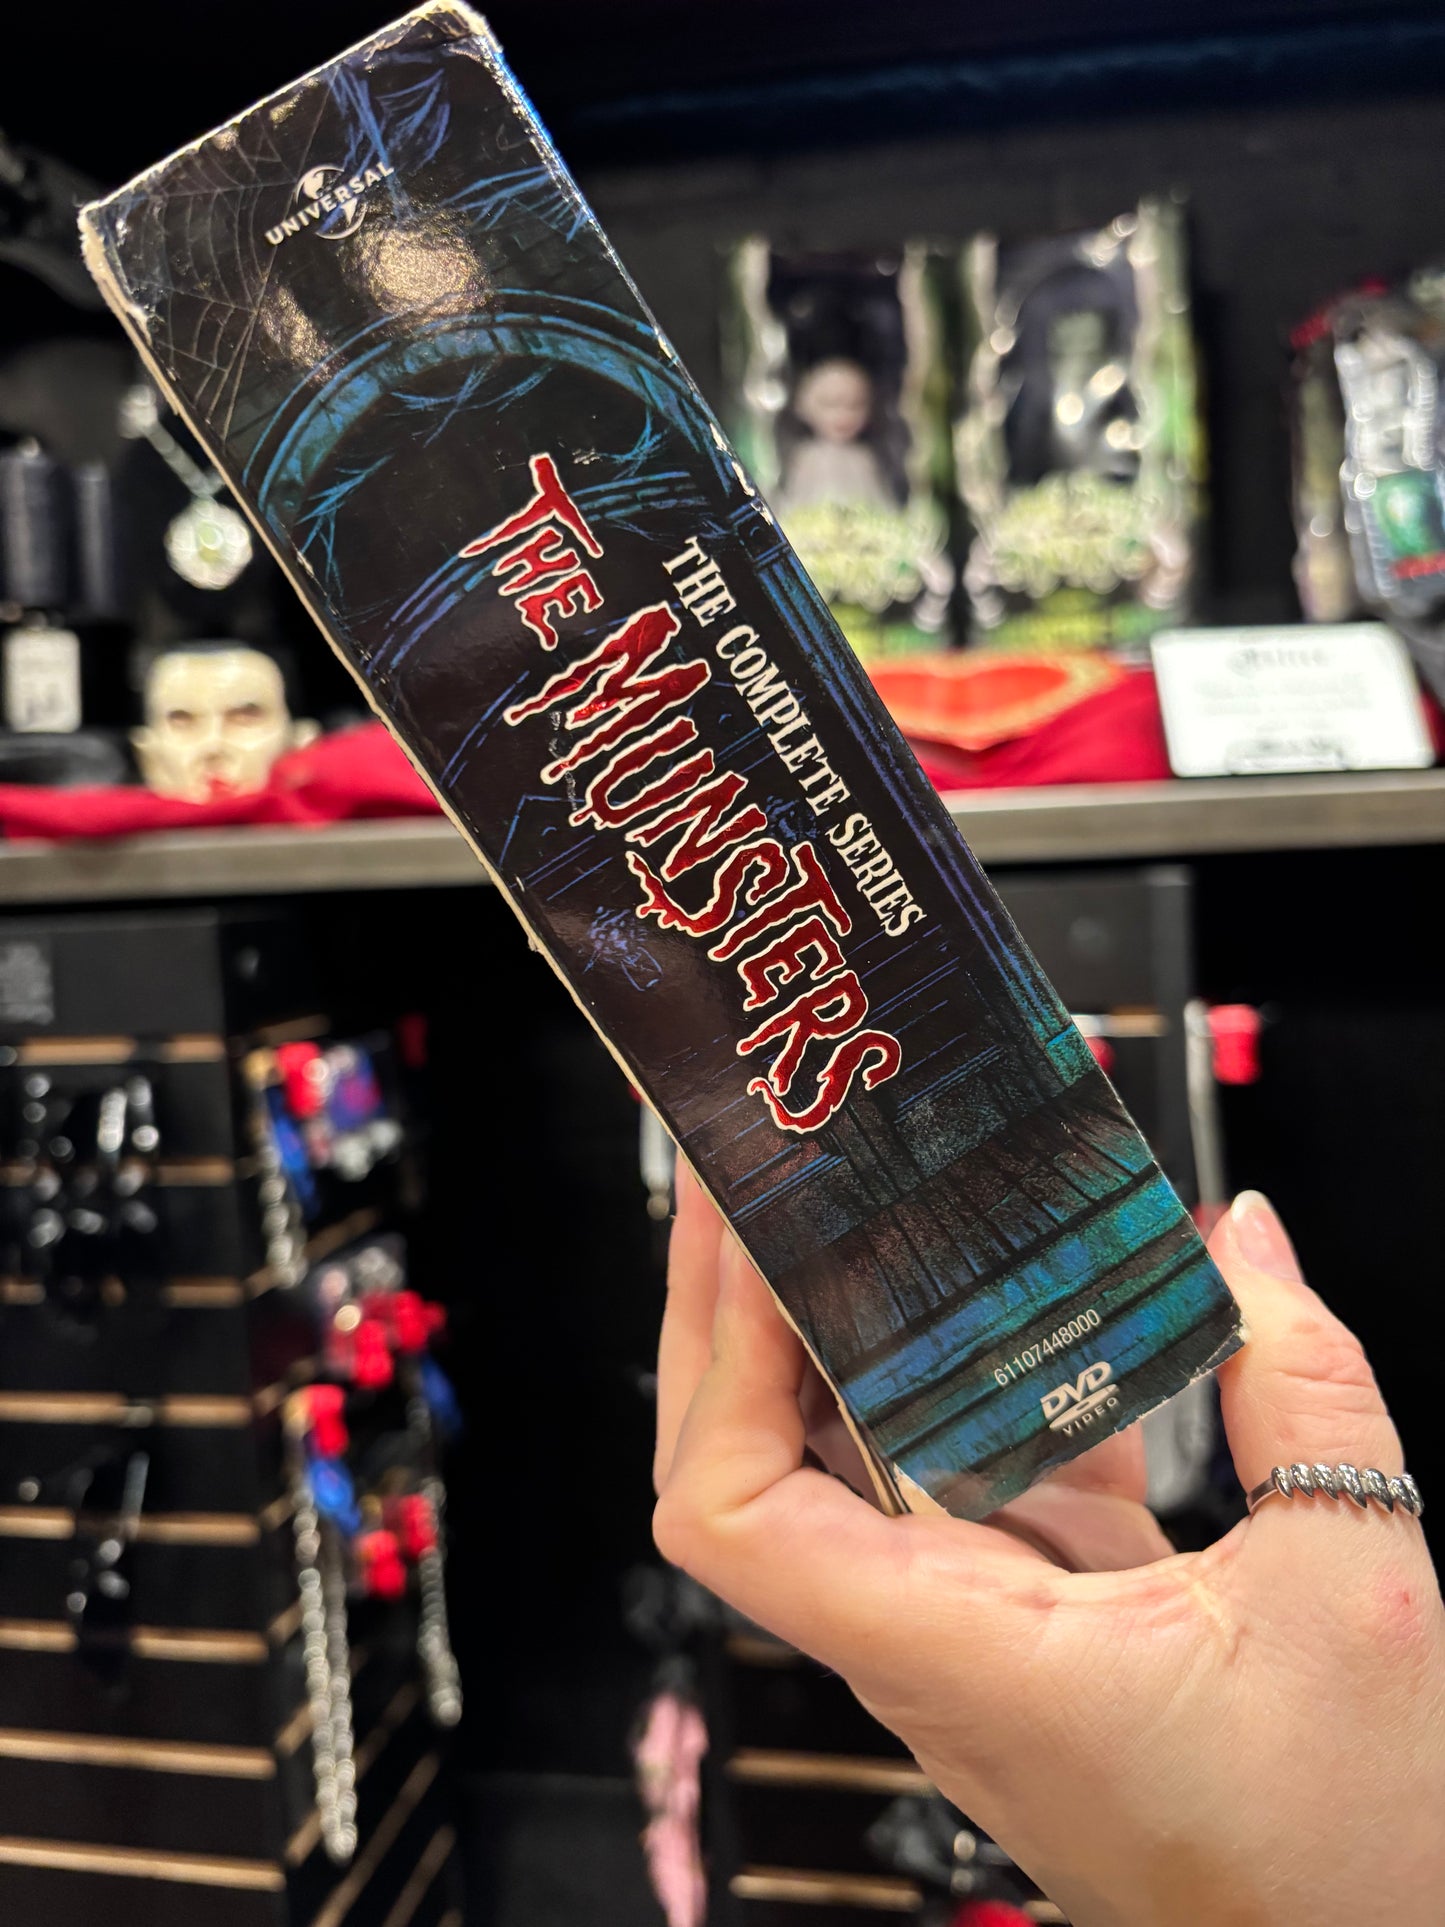 UNIVERSAL
THE COMPLETE SERIES
THE
MUNSTERS
61107448000
DVD
VIDEO